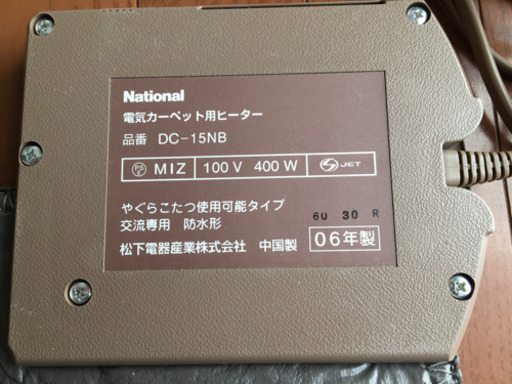 National
電気カーペット用ヒーター
品番 DC-15NB
PS E MIZ 100V 400W S JET
やぐらこたつ使用可能タイプ
交流専用 防水形
6U 30 R
松下電器産業株式会社 中国製 06年製